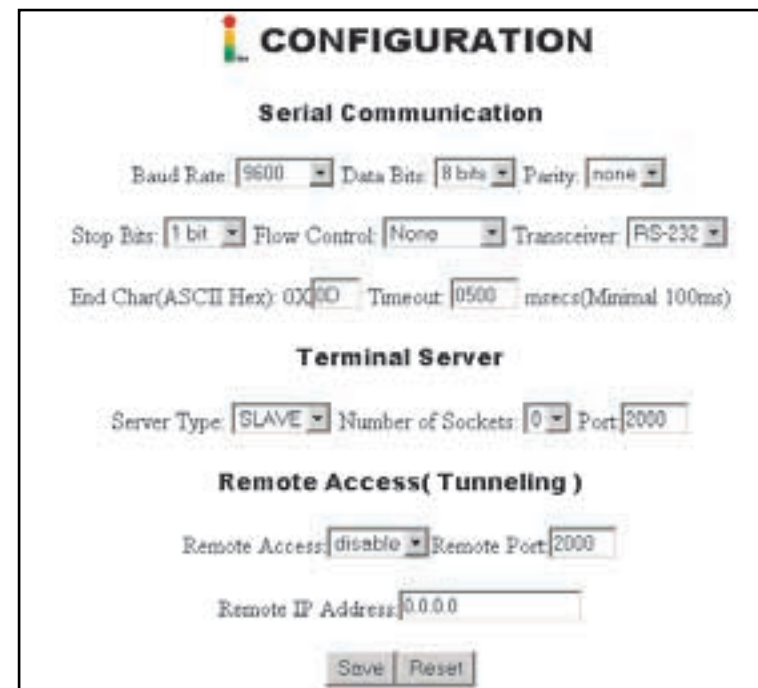 CONFIGURATION
Serial Communication
Baud Rate: 9600 Data Bits: 8 bits Parity: none
Stop Bits: 1 bit Flow Control: None Transceiver: RS-232
End Char(ASCII Hex): 0X0D Timeout: 0500 msecs(Minimal 100ms)
Terminal Server
Server Type: SLAVE Number of Sockets: 0 Port: 2000
Remote Access( Tunneling )
Remote Access: disable Remote Port: 2000
Remote IP Address: 0.0.0.0
Save Reset